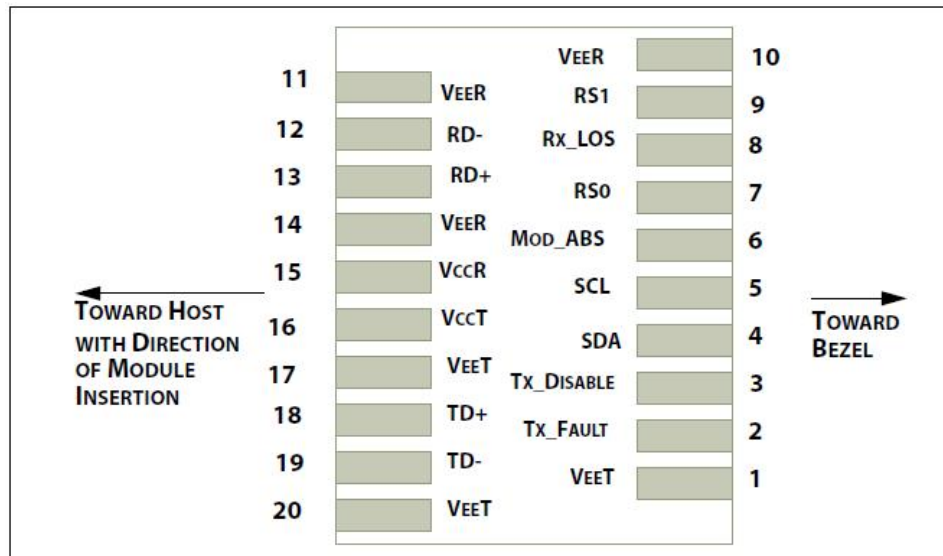 VEER 10
11 VEER
RS1 9
12 RD-
RX_LOS 8
13 RD+
RS0 7
14 VEER
MOD_ABS 6
15 VCCR
SCL 5
TOWARD HOST
WITH DIRECTION
OF MODULE
INSERTION
16 VCCT
SDA 4
TOWARD
BEZEL
17 VEET
TX_DISABLE 3
18 TD+
TX_FAULT 2
19 TD-
VEET 1
20 VEET